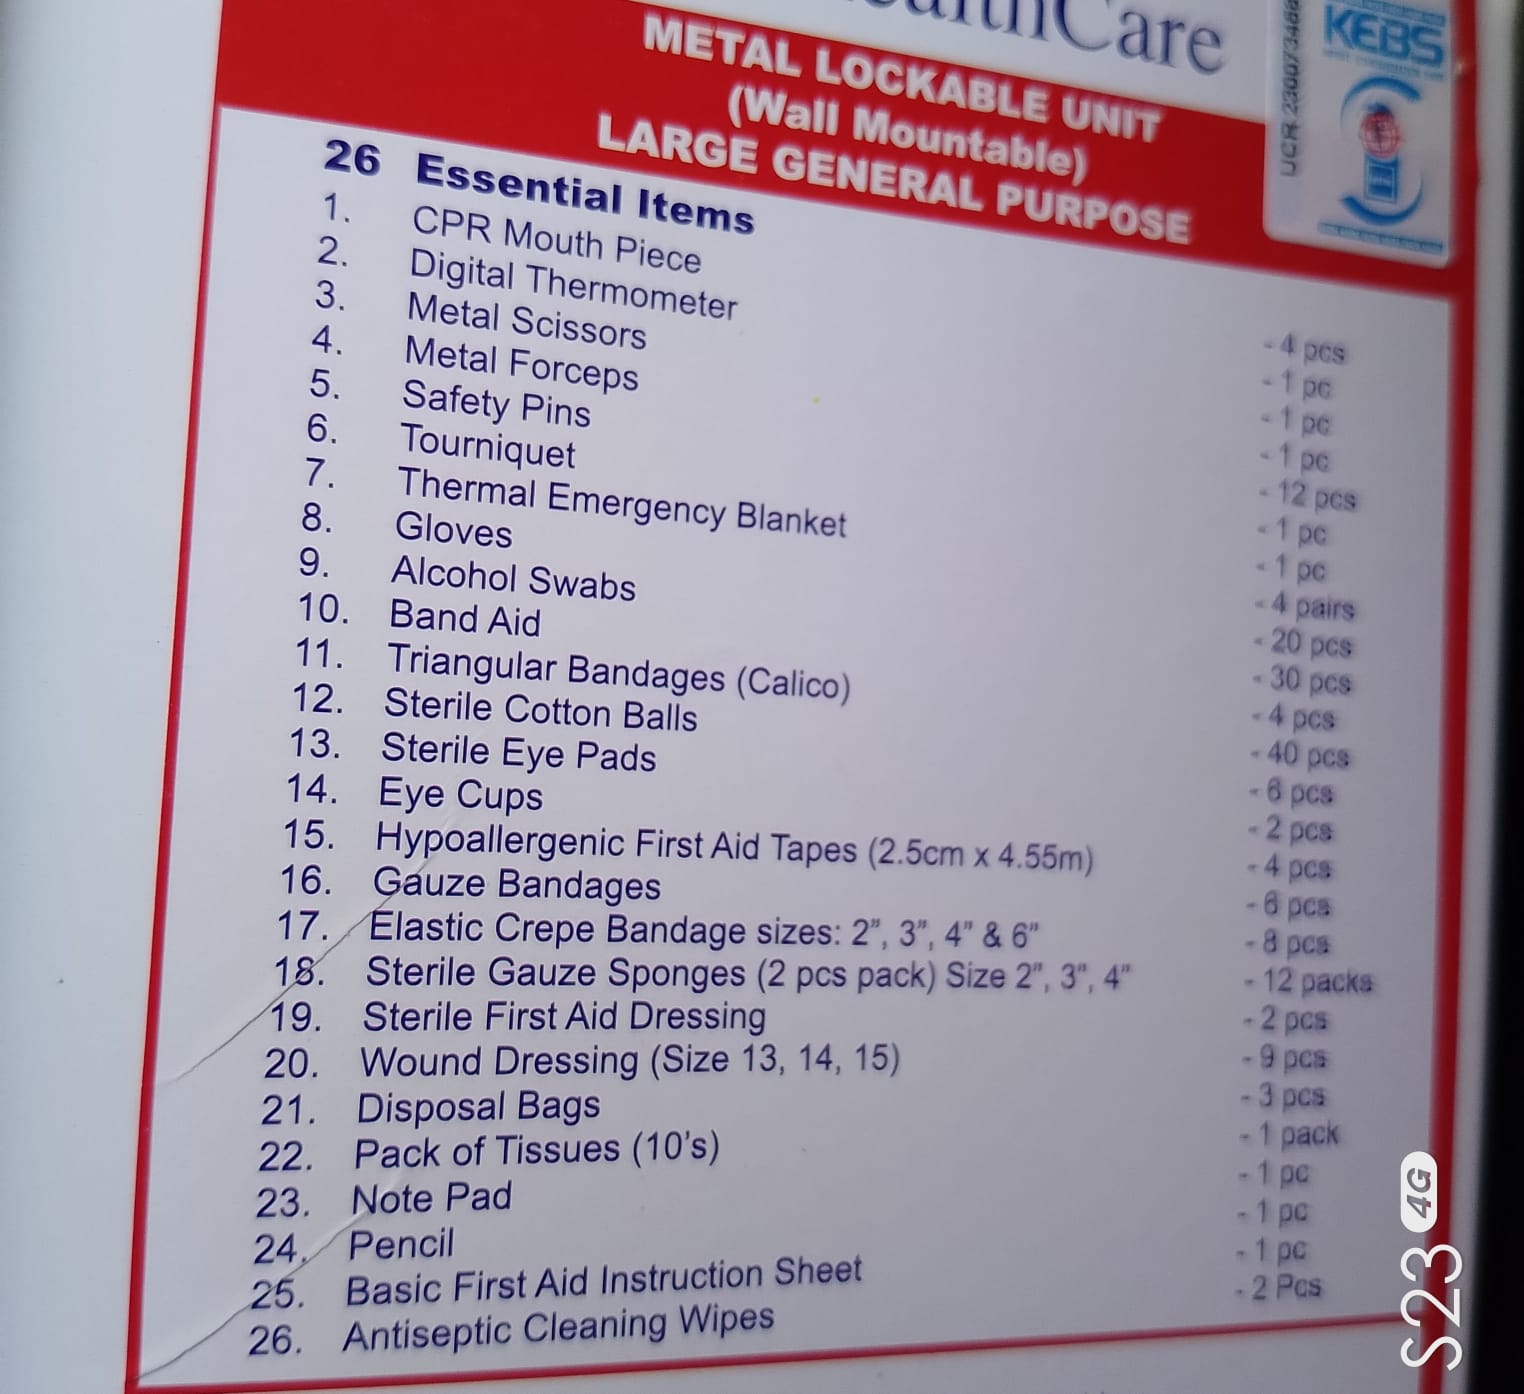 Care
METAL LOCKABLE UNIT
(Wall Mountable)
LARGE GENERAL PURPOSE
KEBS
26 Essential Items
1. CPR Mouth Piece - 4 pcs
2. Digital Thermometer - 1 pc
3. Metal Scissors - 1 pc
4. Metal Forceps - 1 pc
5. Safety Pins - 12 pcs
6. Tourniquet - 1 pc
7. Thermal Emergency Blanket - 1 pc
8. Gloves - 4 pairs
9. Alcohol Swabs - 20 pcs
10. Band Aid - 30 pcs
11. Triangular Bandages (Calico) - 4 pcs
12. Sterile Cotton Balls - 40 pcs
13. Sterile Eye Pads - 6 pcs
14. Eye Cups - 2 pcs
15. Hypoallergenic First Aid Tapes (2.5cm x 4.55m) - 4 pcs
16. Gauze Bandages - 6 pcs
17. Elastic Crepe Bandage sizes: 2”, 3”, 4” & 6” - 8 pcs
18. Sterile Gauze Sponges (2 pcs pack) Size 2”, 3”, 4” - 12 packs
19. Sterile First Aid Dressing - 2 pcs
20. Wound Dressing (Size 13, 14, 15) - 9 pcs
21. Disposal Bags - 3 pcs
22. Pack of Tissues (10’s) - 1 pack
23. Note Pad - 1 pc
24. Pencil - 1 pc
25. Basic First Aid Instruction Sheet - 1 pc
26. Antiseptic Cleaning Wipes - 2 Pcs
S23 4G